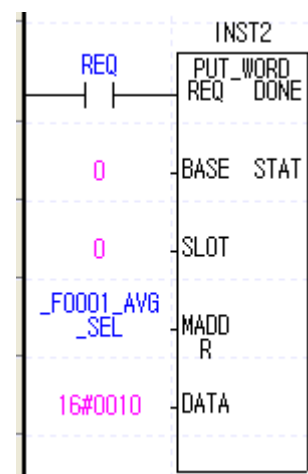 INST2
REQ
PUT_WORD
REQ DONE
0
BASE STAT
0
SLOT
_F0001_AVG
_SEL
MADD
R
16#0010
DATA